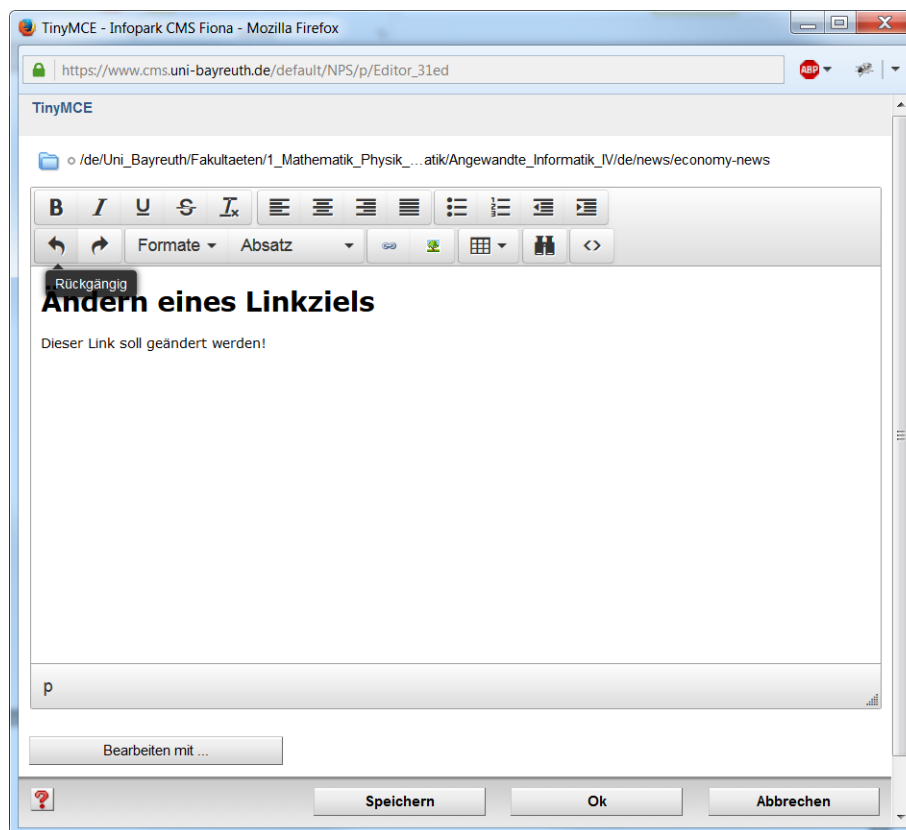 TinyMCE - Infopark CMS Fiona - Mozilla Firefox
https://www.cms.uni-bayreuth.de/default/NPS/p/Editor_31ed
ABP
TinyMCE
/de/Uni_Bayreuth/Fakultaeten/1_Mathematik_Physik_…atik/Angewandte_Informatik_IV/de/news/economy-news
Formate
Absatz
Rückgängig
Ändern eines Linkziels
Dieser Link soll geändert werden!
p
Bearbeiten mit ...
Speichern
Ok
Abbrechen